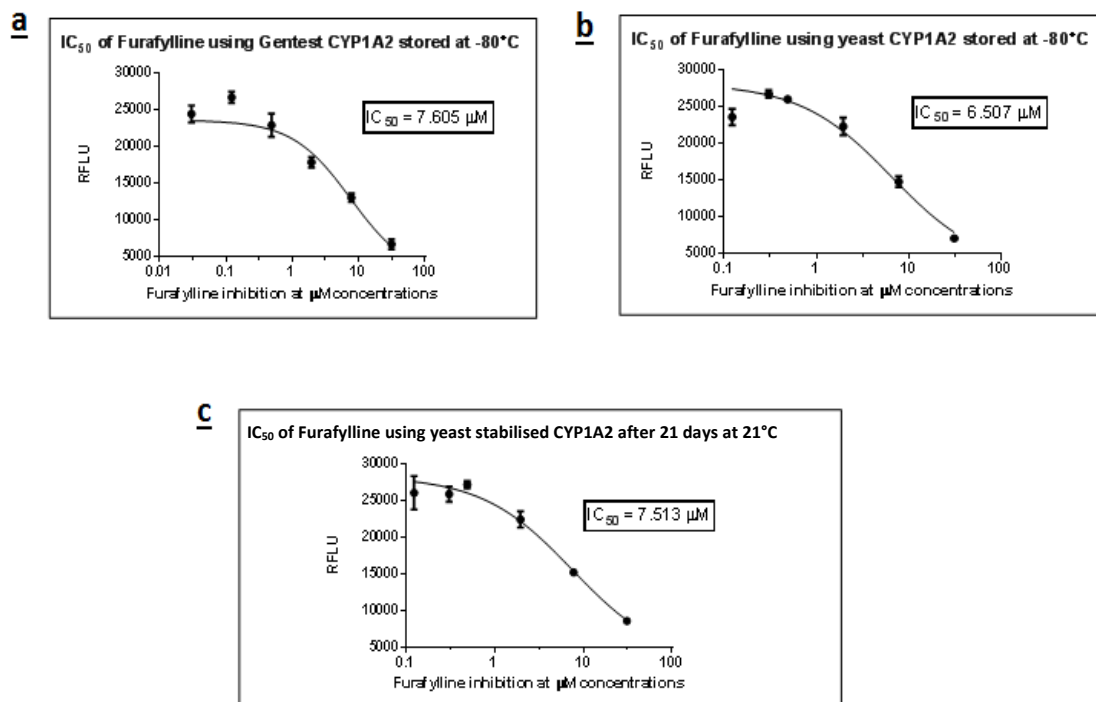 a
IC50 of Furafylline using Gentest CYP1A2 stored at -80°C
30000
25000
20000
15000
10000
5000
RFLU
IC50 = 7.605 µM
0.01 0.1 1 10 100
Furafylline inhibition at µM concentrations
b
IC50 of Furafylline using yeast CYP1A2 stored at -80°C
30000
25000
20000
15000
10000
5000
RFLU
IC50 = 6.507 µM
0.1 1 10 100
Furafylline inhibition at µM concentrations
c
IC50 of Furafylline using yeast stabilised CYP1A2 after 21 days at 21°C
30000
25000
20000
15000
10000
5000
RFLU
IC50 = 7.513 µM
0.1 1 10 100
Furafylline inhibition at µM concentrations